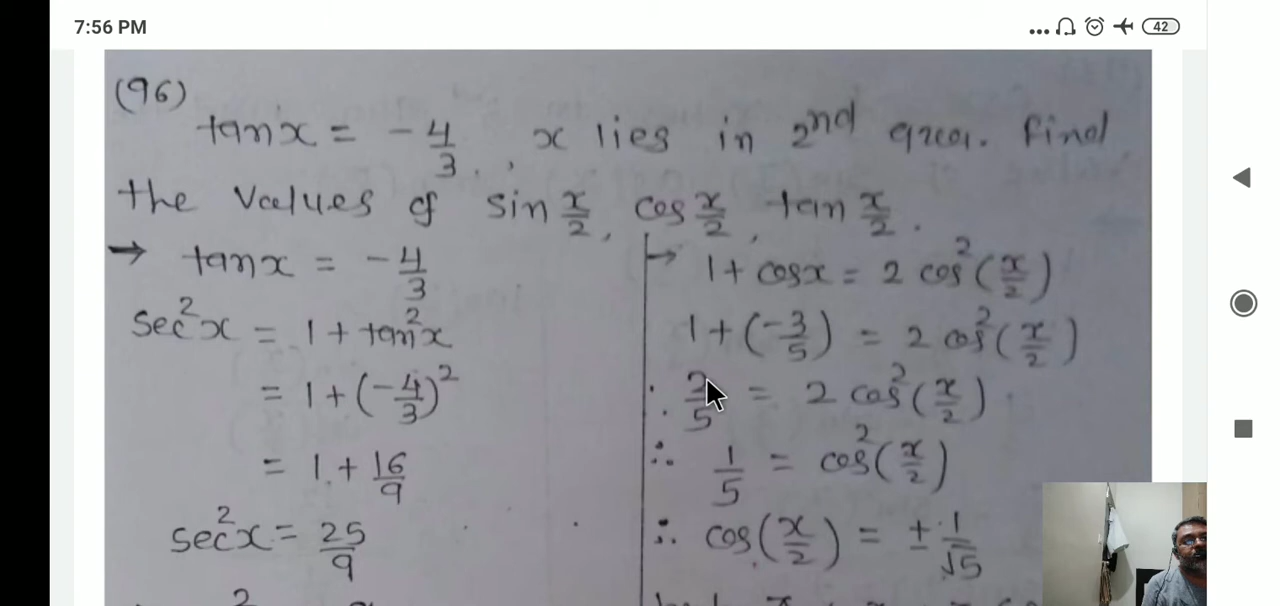 7:56 PM
42
(96)
tan x = -4/3, x lies in 2nd quad. Find
the values of sin x/2, cos x/2, tan x/2.
→ tan x = -4/3
sec²x = 1 + tan²x
= 1 + (-4/3)²
= 1 + 16/9
sec²x = 25/9
→ 1 + cos x = 2 cos²(x/2)
1 + (-3/5) = 2 cos²(x/2)
∴ 2/5 = 2 cos²(x/2)
∴ 1/5 = cos²(x/2)
∴ cos(x/2) = ± 1/√5